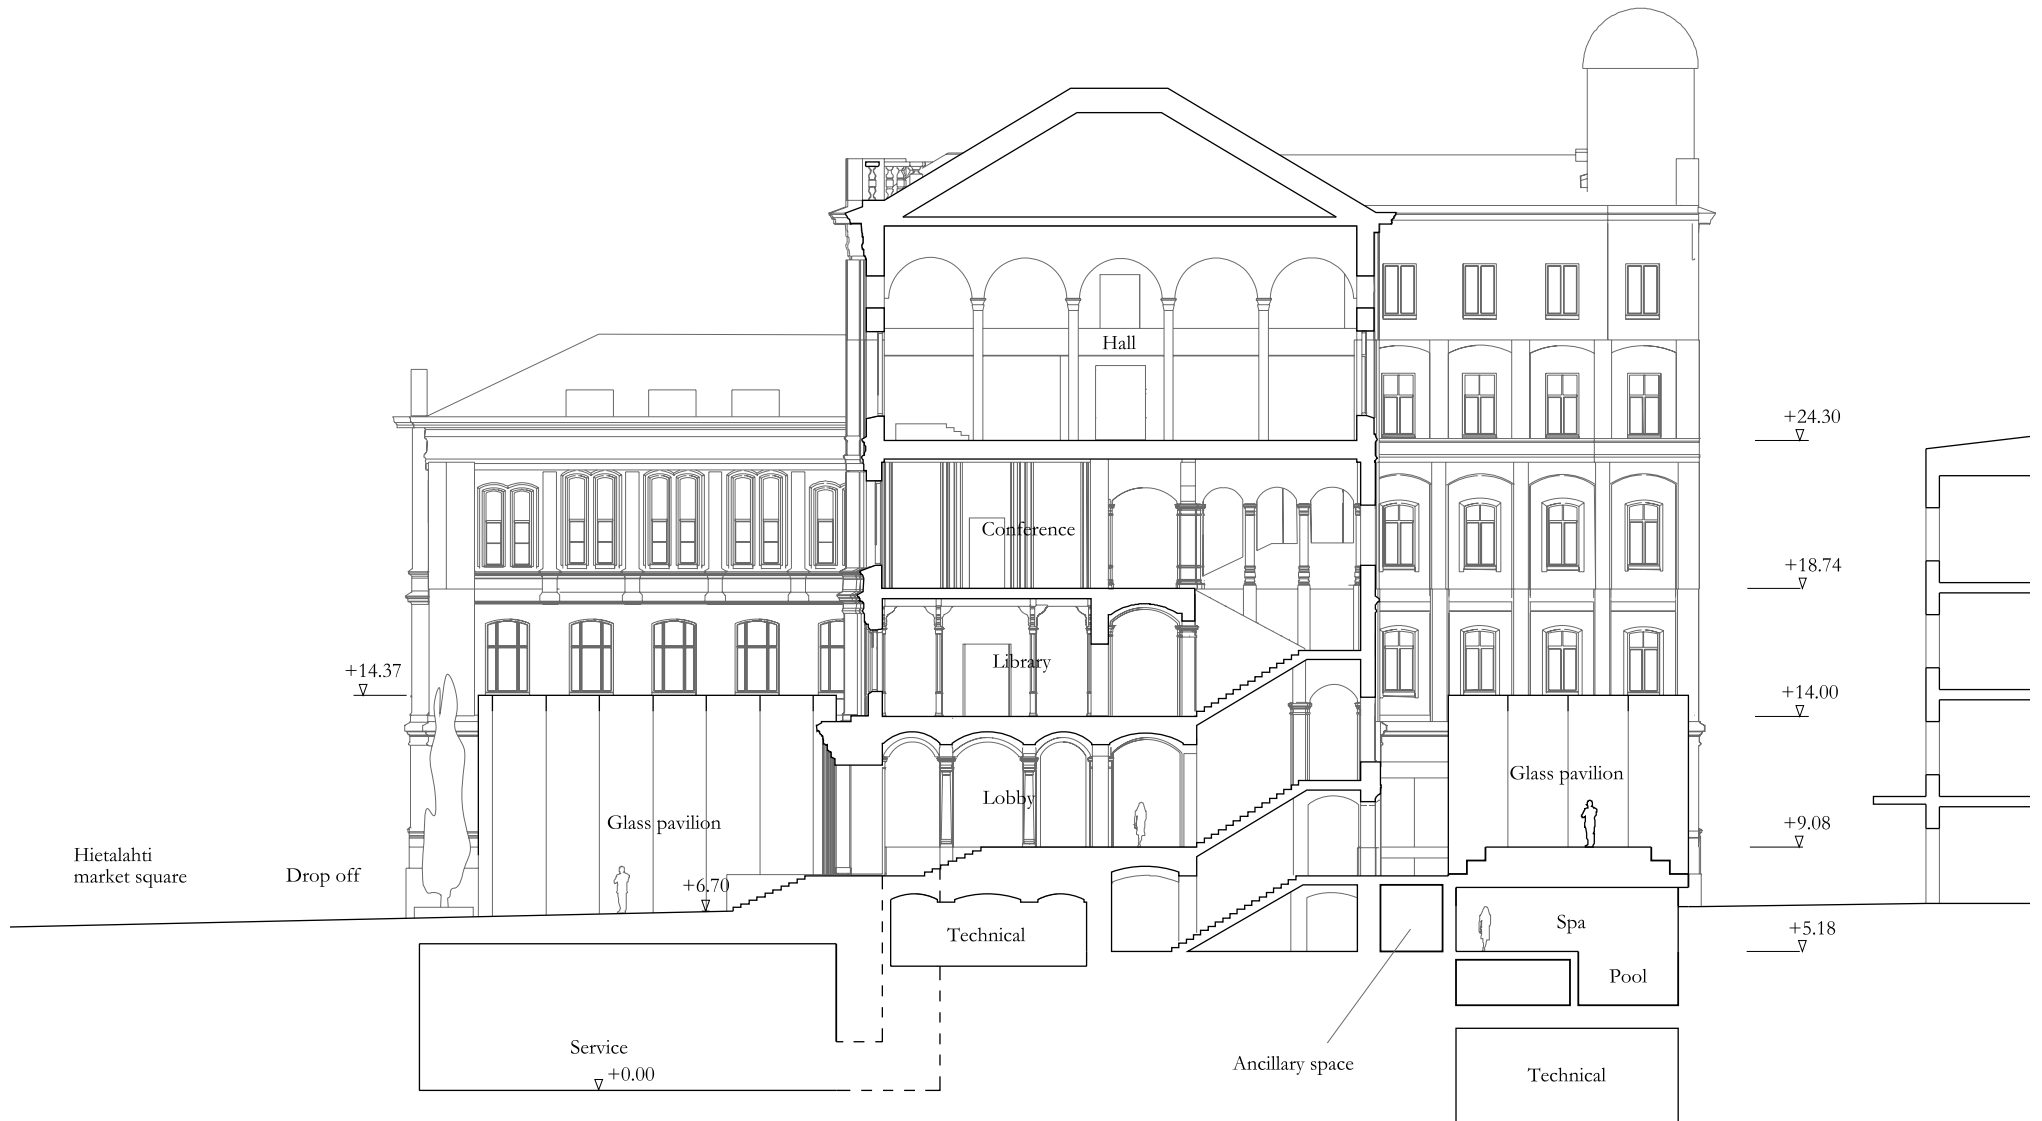 Hall
+24.30
Conference
+18.74
Library
+14.37
+14.00
Glass pavilion
Lobby
Glass pavilion
+9.08
Hietalahti
market square
Drop off
+6.70
Technical
Spa
+5.18
Pool
Service
+0.00
Ancillary space
Technical